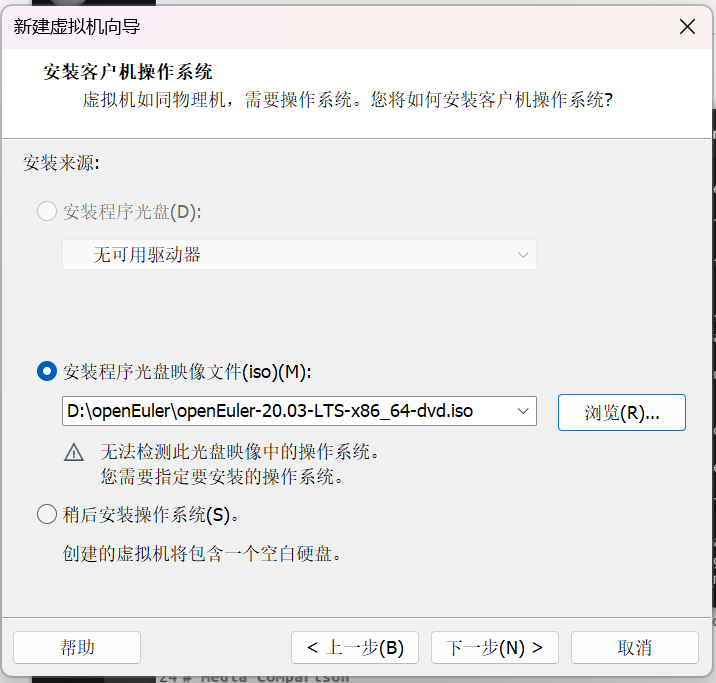 新建虚拟机向导
安装客户机操作系统
虚拟机如同物理机，需要操作系统。您将如何安装客户机操作系统?
安装来源:
安装程序光盘(D):
无可用驱动器
安装程序光盘映像文件(iso)(M):
D:\openEuler\openEuler-20.03-LTS-x86_64-dvd.iso
浏览(R)...
无法检测此光盘映像中的操作系统。
您需要指定要安装的操作系统。
稍后安装操作系统(S)。
创建的虚拟机将包含一个空白硬盘。
帮助
< 上一步(B)
下一步(N) >
取消
24 # Media Comparison